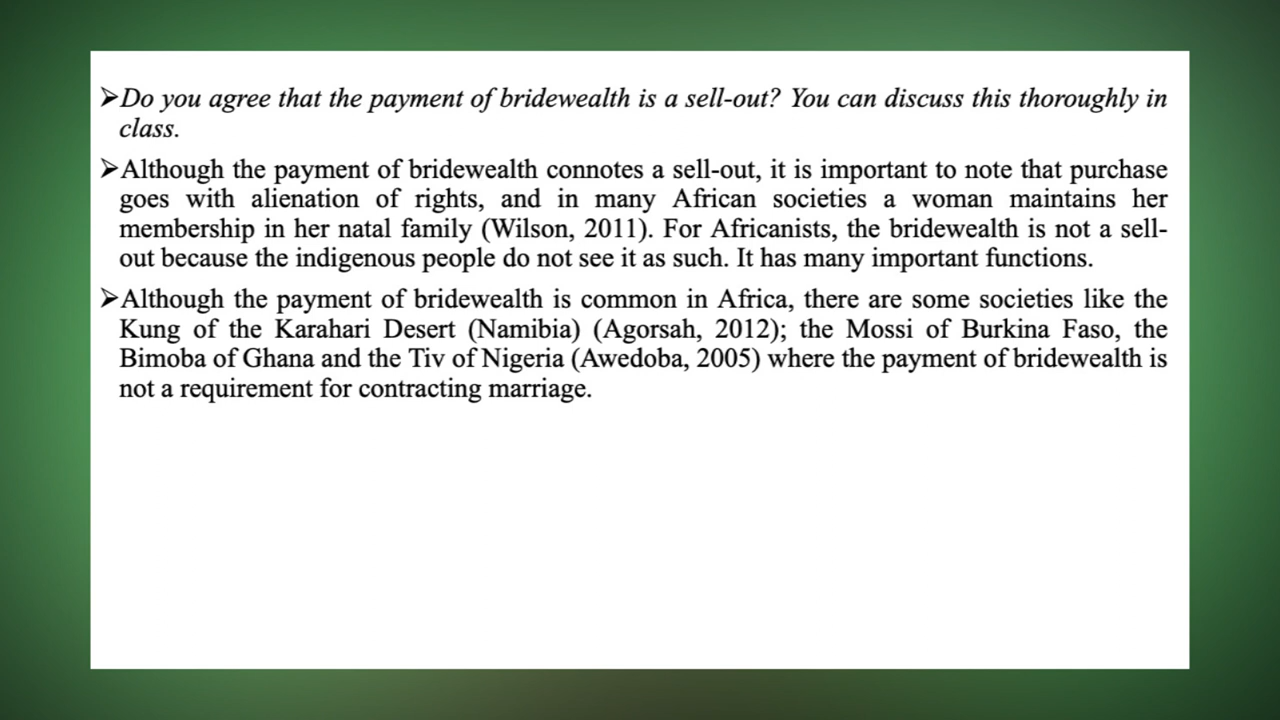 ➢Do you agree that the payment of bridewealth is a sell-out? You can discuss this thoroughly in
class.
➢Although the payment of bridewealth connotes a sell-out, it is important to note that purchase
goes with alienation of rights, and in many African societies a woman maintains her
membership in her natal family (Wilson, 2011). For Africanists, the bridewealth is not a sell-
out because the indigenous people do not see it as such. It has many important functions.
➢Although the payment of bridewealth is common in Africa, there are some societies like the
Kung of the Karahari Desert (Namibia) (Agorsah, 2012); the Mossi of Burkina Faso, the
Bimoba of Ghana and the Tiv of Nigeria (Awedoba, 2005) where the payment of bridewealth is
not a requirement for contracting marriage.